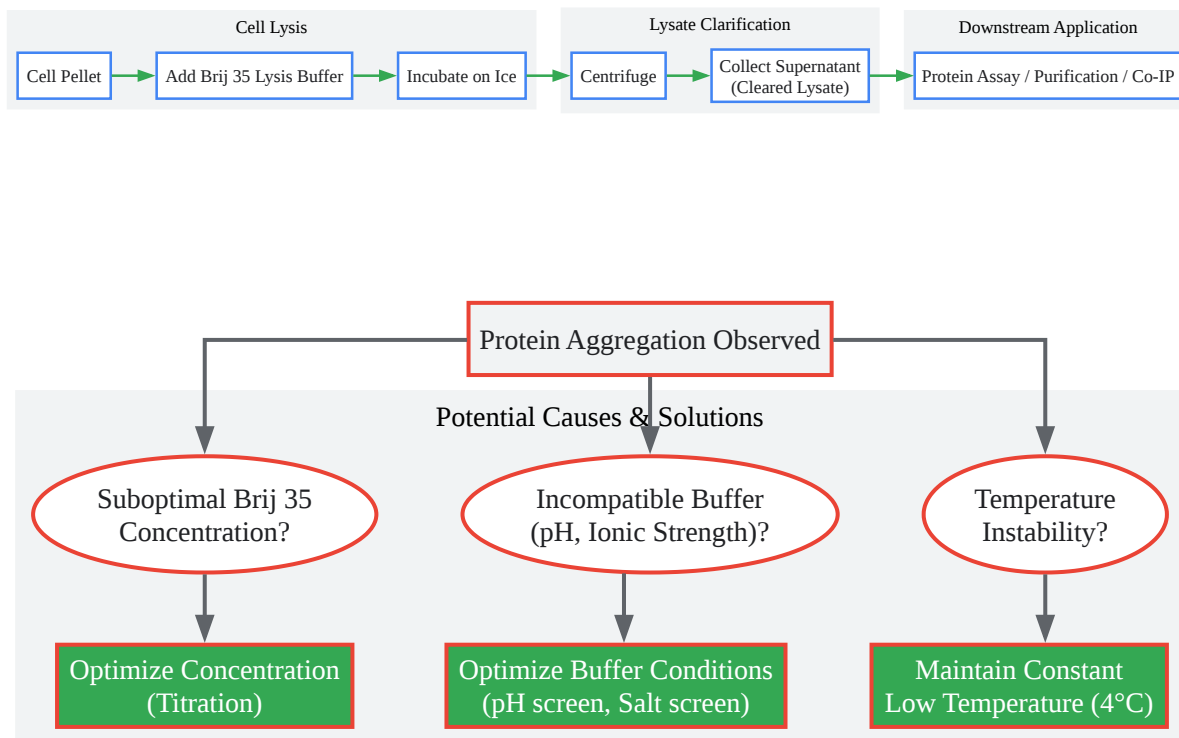 Cell Lysis
Lysate Clarification
Downstream Application
Cell Pellet
Add Brij 35 Lysis Buffer
Incubate on Ice
Centrifuge
Collect Supernatant
(Cleared Lysate)
Protein Assay / Purification / Co-IP
Protein Aggregation Observed
Potential Causes & Solutions
Suboptimal Brij 35
Concentration?
Incompatible Buffer
(pH, Ionic Strength)?
Temperature
Instability?
Optimize Concentration
(Titration)
Optimize Buffer Conditions
(pH screen, Salt screen)
Maintain Constant
Low Temperature (4°C)